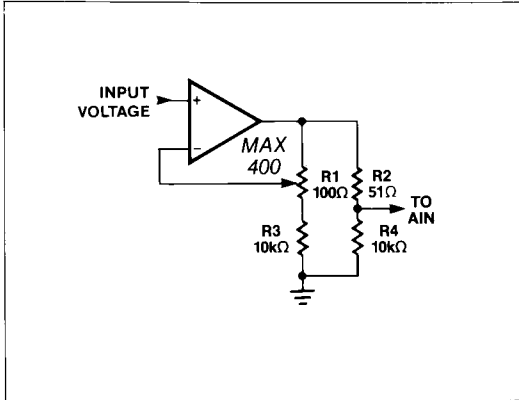 INPUT
VOLTAGE
+
−
MAX
400
R1
100Ω
R2
51Ω
TO
AIN
R3
10kΩ
R4
10kΩ